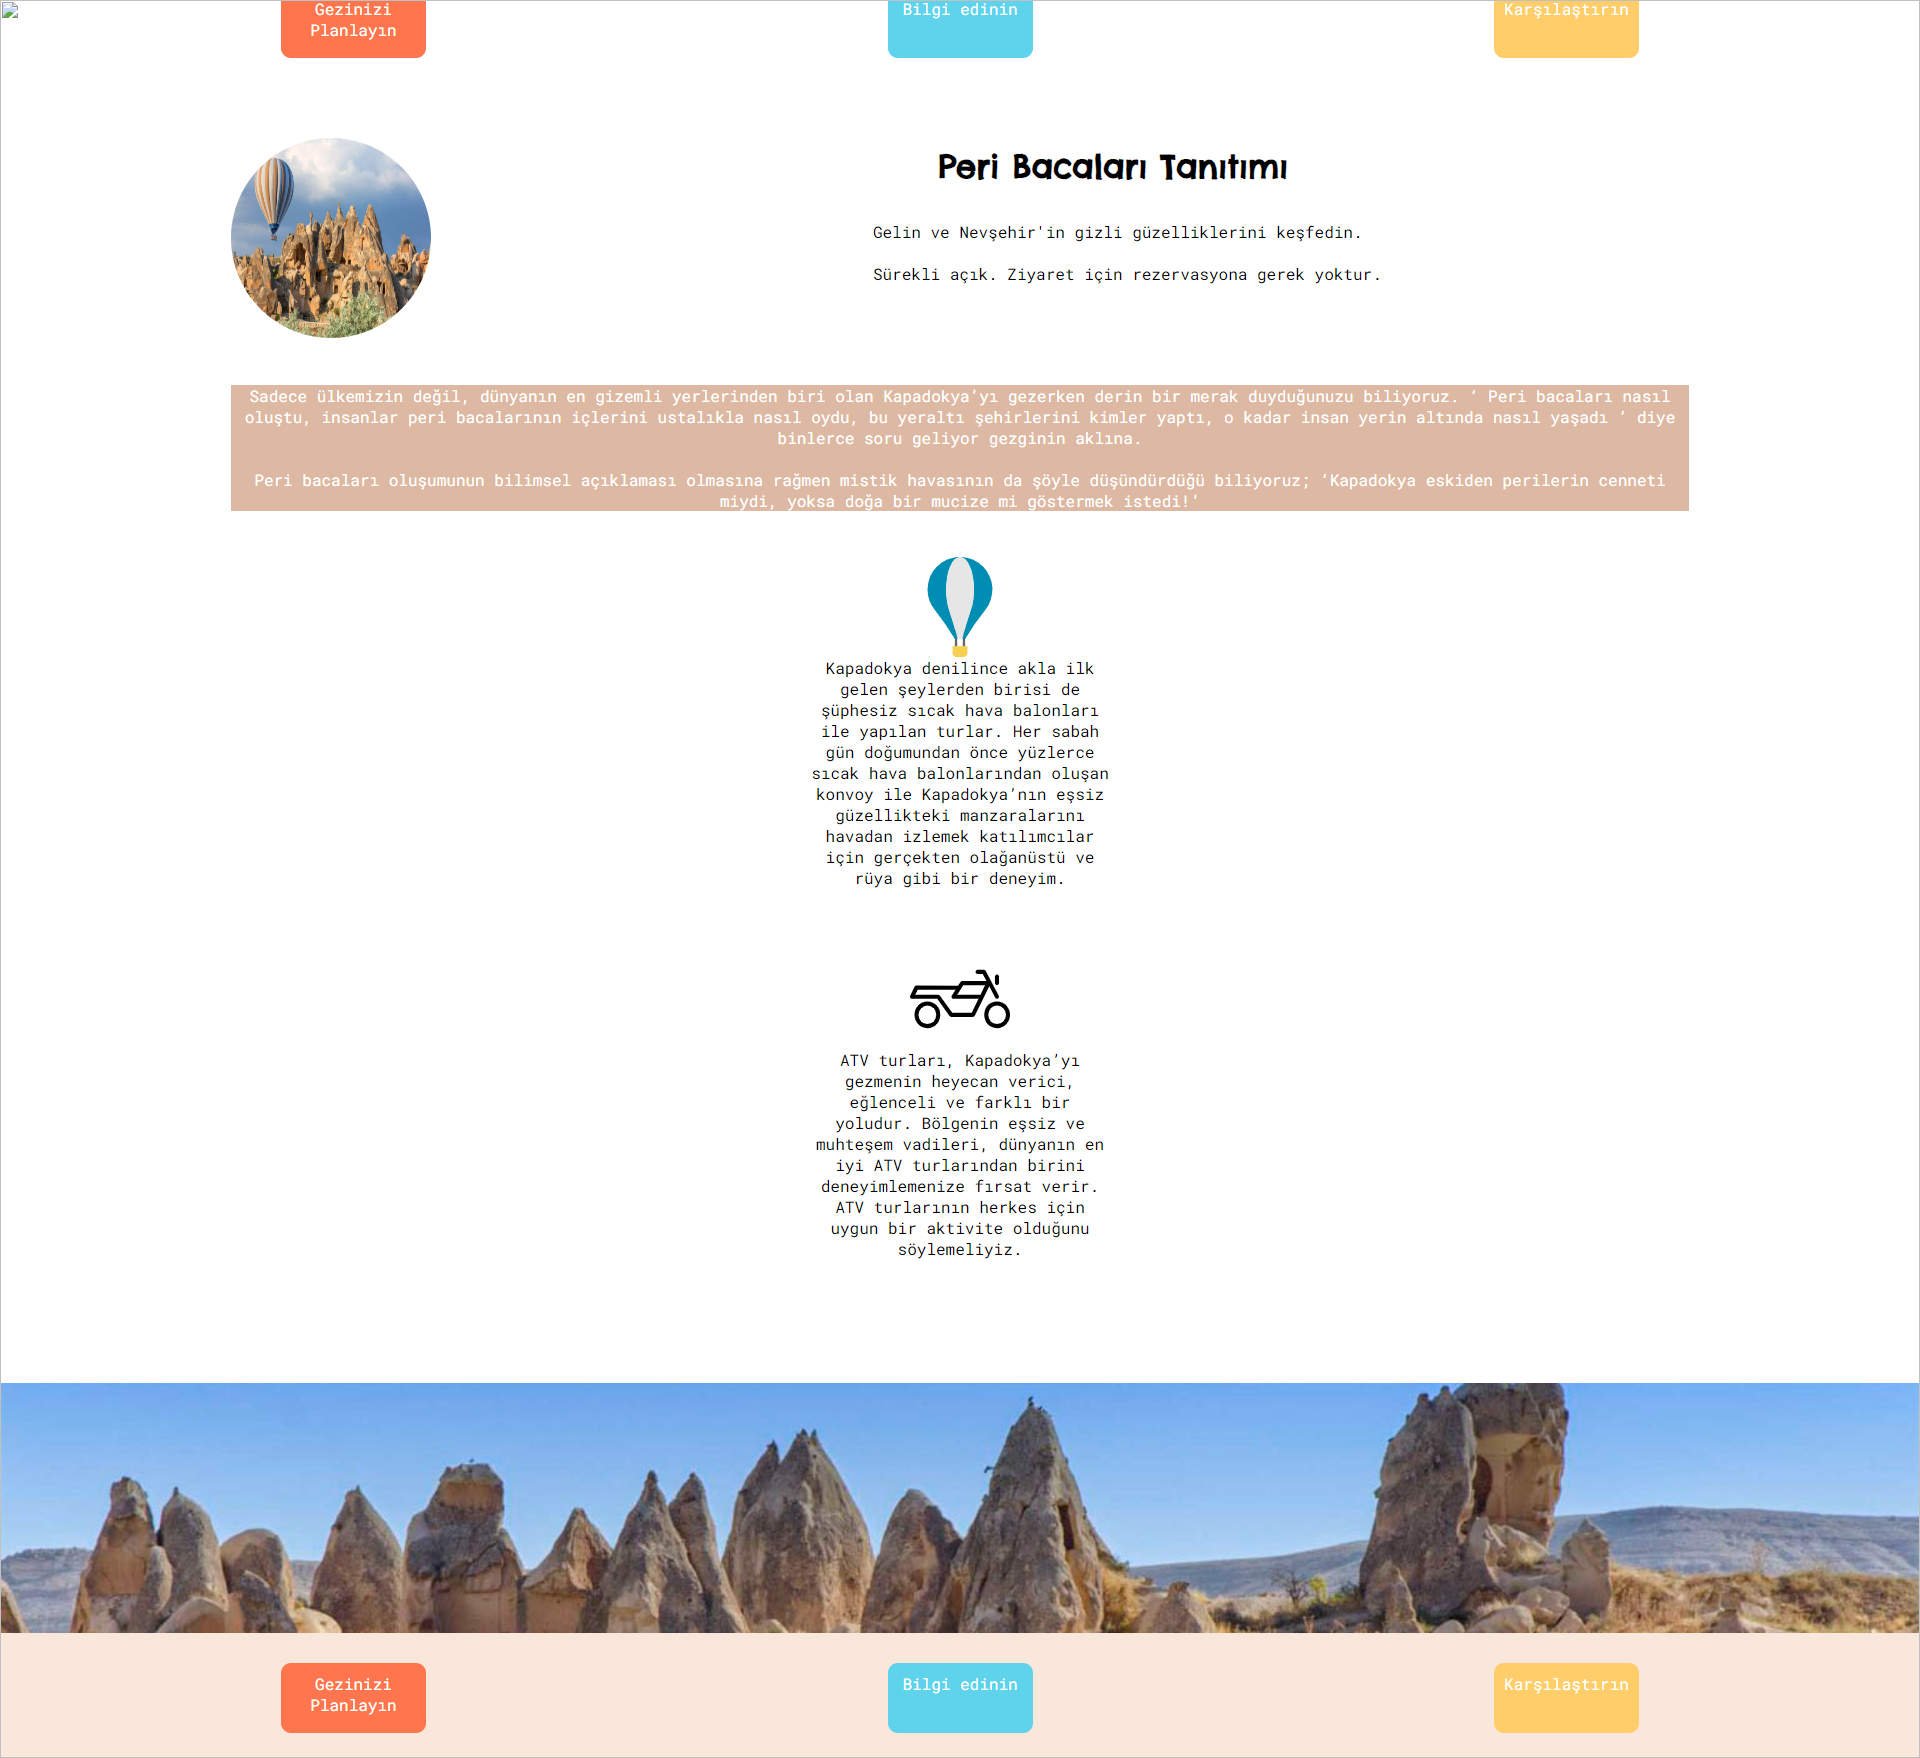 Gezinizi
Planlayın
Bilgi edinin
Karşılaştırın
Peri Bacaları Tanıtımı
Gelin ve Nevşehir'in gizli güzelliklerini keşfedin.
Sürekli açık. Ziyaret için rezervasyona gerek yoktur.
Sadece ülkemizin değil, dünyanın en gizemli yerlerinden biri olan Kapadokya’yı gezerken derin bir merak duyduğunuzu biliyoruz. ‘ Peri bacaları nasıl
oluştu, insanlar peri bacalarının içlerini ustalıkla nasıl oydu, bu yeraltı şehirlerini kimler yaptı, o kadar insan yerin altında nasıl yaşadı ’ diye
binlerce soru geliyor gezginin aklına.
Peri bacaları oluşumunun bilimsel açıklaması olmasına rağmen mistik havasının da şöyle düşündürdüğü biliyoruz; ‘Kapadokya eskiden perilerin cenneti
miydi, yoksa doğa bir mucize mi göstermek istedi!’
Kapadokya denilince akla ilk
gelen şeylerden birisi de
şüphesiz sıcak hava balonları
ile yapılan turlar. Her sabah
gün doğumundan önce yüzlerce
sıcak hava balonlarından oluşan
konvoy ile Kapadokya’nın eşsiz
güzellikteki manzaralarını
havadan izlemek katılımcılar
için gerçekten olağanüstü ve
rüya gibi bir deneyim.
ATV turları, Kapadokya’yı
gezmenin heyecan verici,
eğlenceli ve farklı bir
yoludur. Bölgenin eşsiz ve
muhteşem vadileri, dünyanın en
iyi ATV turlarından birini
deneyimlemenize fırsat verir.
ATV turlarının herkes için
uygun bir aktivite olduğunu
söylemeliyiz.
Gezinizi
Planlayın
Bilgi edinin
Karşılaştırın